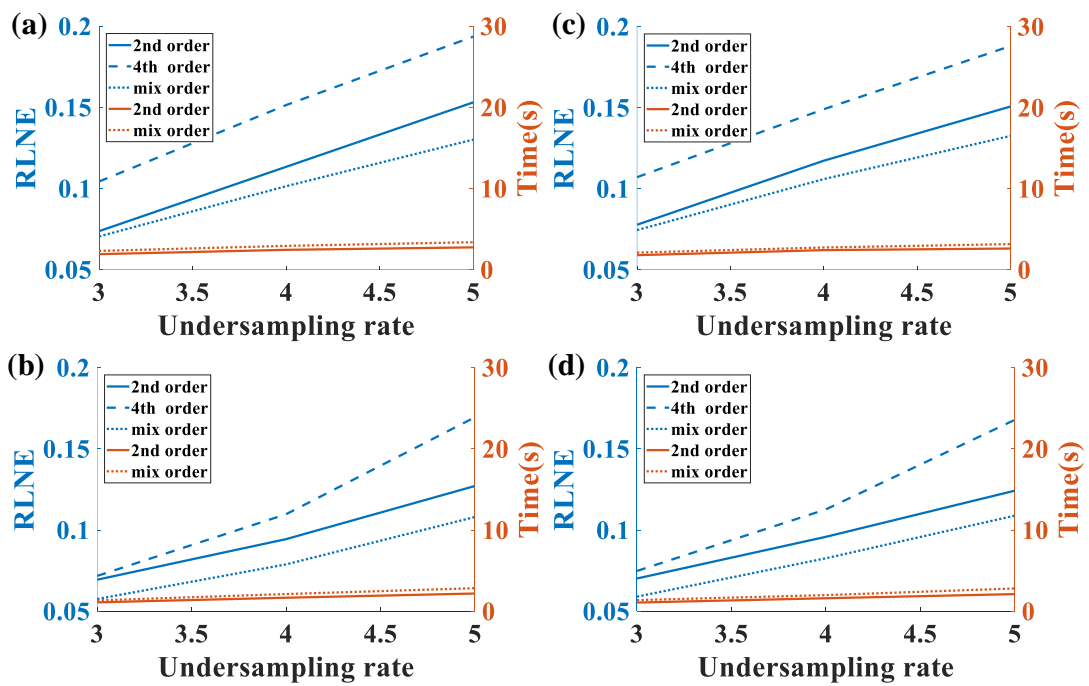 (a)
0.2
0.15
0.1
0.05
RLNE
2nd order
4th order
mix order
2nd order
mix order
30
20
10
0
Time(s)
3 3.5 4 4.5 5
Undersampling rate
(c)
0.2
0.15
0.1
0.05
RLNE
2nd order
4th order
mix order
2nd order
mix order
30
20
10
0
Time(s)
3 3.5 4 4.5 5
Undersampling rate
(b)
0.2
0.15
0.1
0.05
RLNE
2nd order
4th order
mix order
2nd order
mix order
30
20
10
0
Time(s)
3 3.5 4 4.5 5
Undersampling rate
(d)
0.2
0.15
0.1
0.05
RLNE
2nd order
4th order
mix order
2nd order
mix order
30
20
10
0
Time(s)
3 3.5 4 4.5 5
Undersampling rate